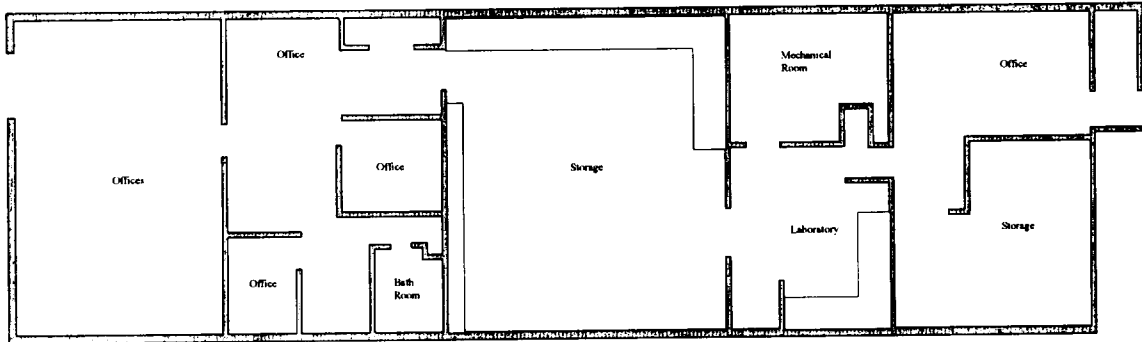 Office
Mechanical
Room
Office
Offices
Office
Storage
Laboratory
Storage
Office
Bath
Room